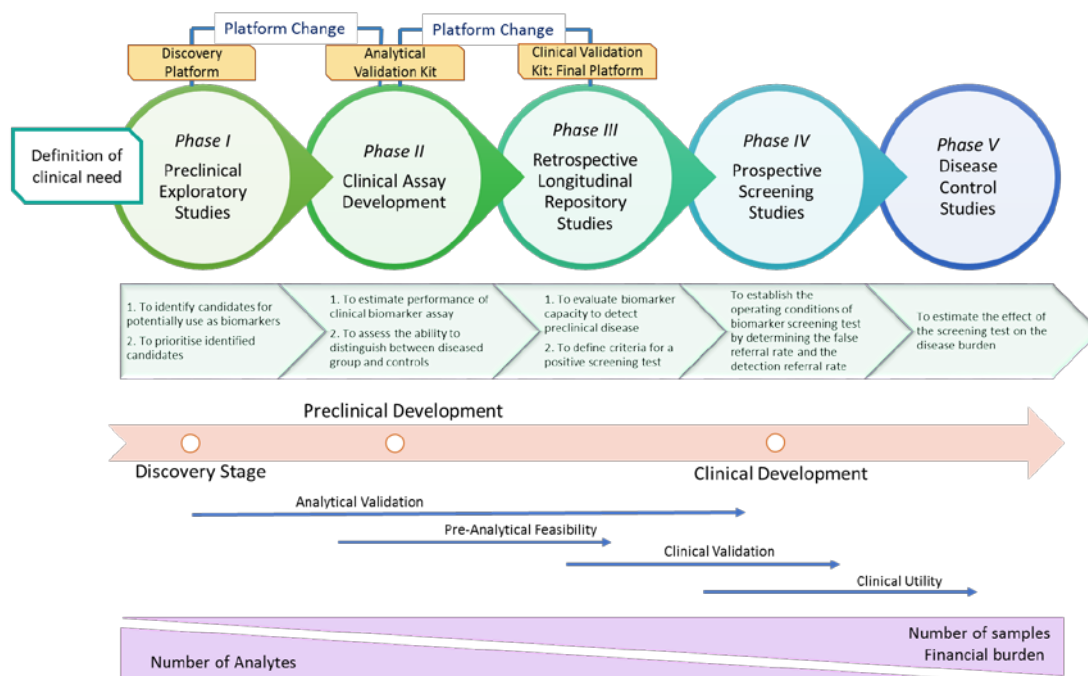 Platform Change
Platform Change
Discovery
Platform
Analytical
Validation Kit
Clinical Validation
Kit: Final Platform
Definition of
clinical need
Phase I
Preclinical
Exploratory
Studies
Phase II
Clinical Assay
Development
Phase III
Retrospective
Longitudinal
Repository
Studies
Phase IV
Prospective
Screening
Studies
Phase V
Disease
Control
Studies
1. To identify candidates for
potentially use as biomarkers
2. To prioritise identified
candidates
1. To estimate performance of
clinical biomarker assay
2. To assess the ability to
distinguish between diseased
group and controls
1. To evaluate biomarker
capacity to detect
preclinical disease
2. To define criteria for a
positive screening test
To establish the
operating conditions of
biomarker screening test
by determining the false
referral rate and the
detection referral rate
To estimate the effect of
the screening test on the
disease burden
Preclinical Development
Discovery Stage
Clinical Development
Analytical Validation
Pre-Analytical Feasibility
Clinical Validation
Clinical Utility
Number of samples
Financial burden
Number of Analytes